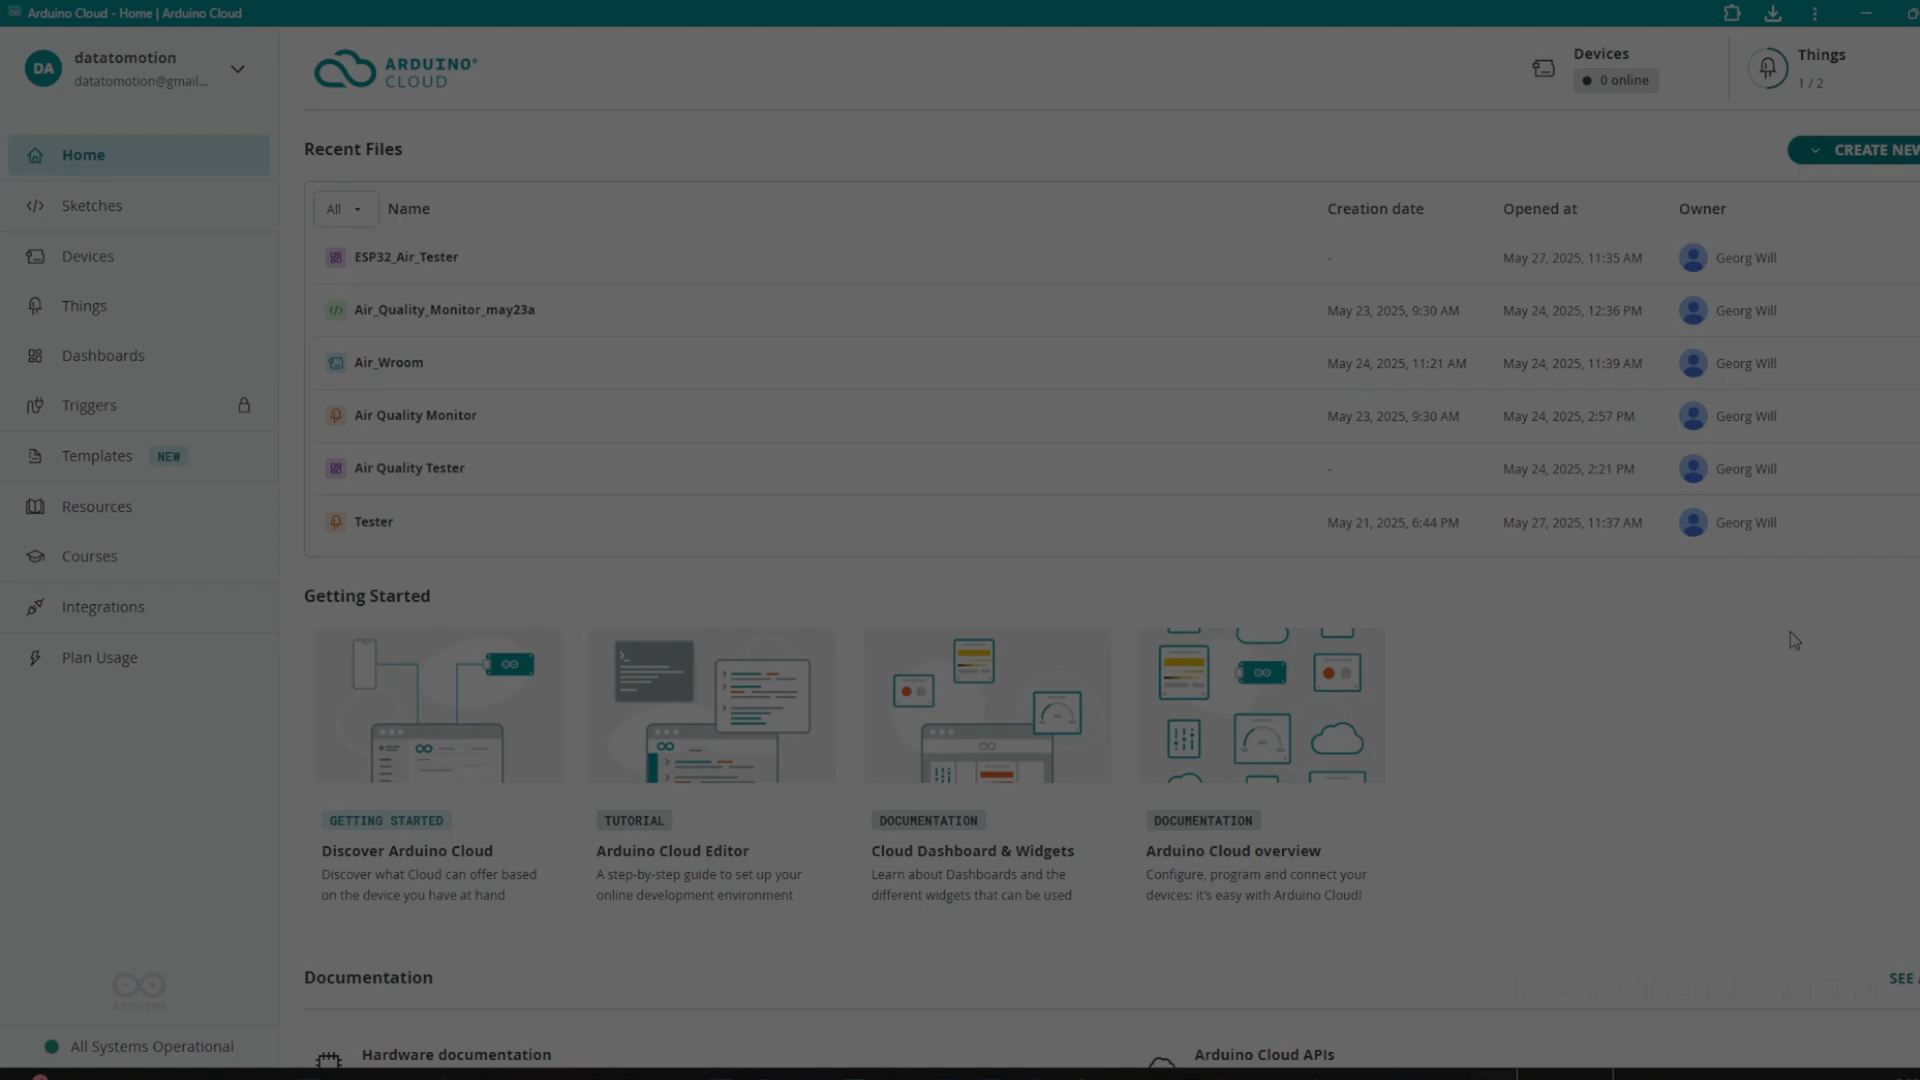 Arduino Cloud - Home | Arduino Cloud
DA
datatomotion
datatomotion@gmail...
ARDUINO
CLOUD
Devices
0 online
Things
1 / 2
Home
Sketches
Devices
Things
Dashboards
Triggers
Templates NEW
Resources
Courses
Integrations
Plan Usage
ARDUINO
All Systems Operational
Recent Files
CREATE NEW
All Name Creation date Opened at Owner
ESP32_Air_Tester - May 27, 2025, 11:35 AM Georg Will
Air_Quality_Monitor_may23a May 23, 2025, 9:30 AM May 24, 2025, 12:36 PM Georg Will
Air_Wroom May 24, 2025, 11:21 AM May 24, 2025, 11:39 AM Georg Will
Air Quality Monitor May 23, 2025, 9:30 AM May 24, 2025, 2:57 PM Georg Will
Air Quality Tester - May 24, 2025, 2:21 PM Georg Will
Tester May 21, 2025, 6:44 PM May 27, 2025, 11:37 AM Georg Will
Getting Started
GETTING STARTED
Discover Arduino Cloud
Discover what Cloud can offer based
on the device you have at hand
TUTORIAL
Arduino Cloud Editor
A step-by-step guide to set up your
online development environment
DOCUMENTATION
Cloud Dashboard & Widgets
Learn about Dashboards and the
different widgets that can be used
DOCUMENTATION
Arduino Cloud overview
Configure, program and connect your
devices: it's easy with Arduino Cloud!
Documentation
SEE
Hardware documentation
Arduino Cloud APIs